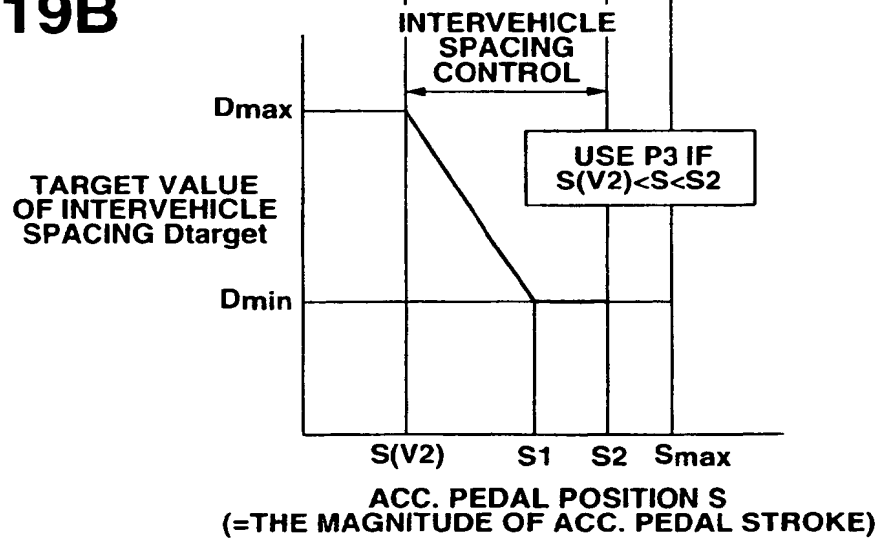 19B
INTERVEHICLE
SPACING
CONTROL
Dmax
USE P3 IF
S(V2)<S<S2
TARGET VALUE
OF INTERVEHICLE
SPACING Dtarget
Dmin
S(V2) S1 S2 Smax
ACC. PEDAL POSITION S
(=THE MAGNITUDE OF ACC. PEDAL STROKE)